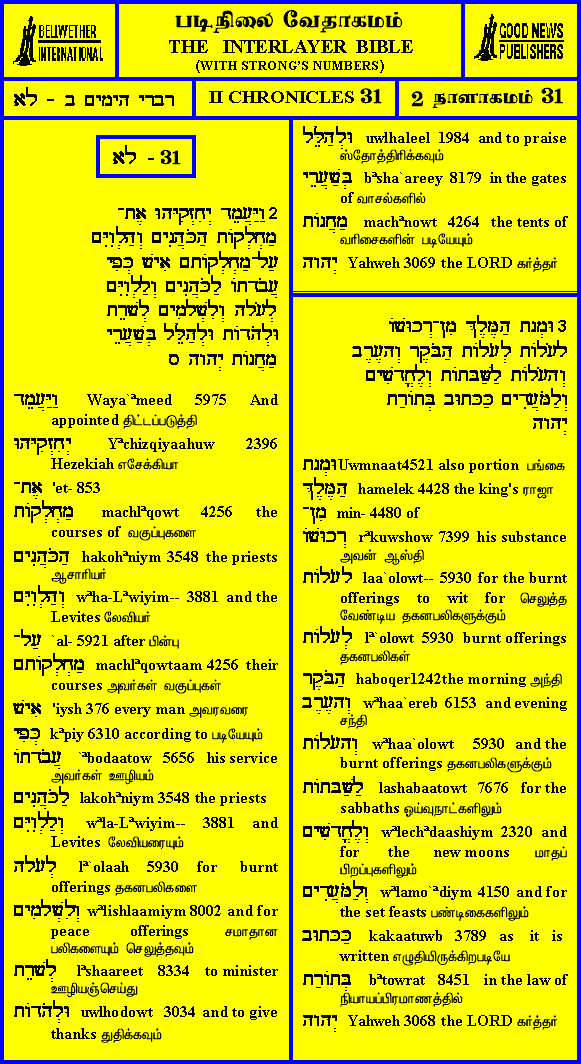 BELLWETHER
INTERNATIONAL
படிநிலை வேதாகமம்
THE INTERLAYER BIBLE
(WITH STRONG'S NUMBERS)
GOOD NEWS
PUBLISHERS
דברי הימים ב - לא
II CHRONICLES 31
2 நாளாகமம் 31
לא - 31
2 וַיַּעֲמֵד יְחִזְקִיָּהוּ אֶת־
מַחְלְקוֹת הַכֹּהֲנִים וְהַלְוִיִּם
עַל־מַחְלְקוֹתָם אִישׁ כְּפִי
עֲבֹדָתוֹ לַכֹּהֲנִים וְלַלְוִיִּם
לְעֹלָה וְלִשְׁלָמִים לְשָׁרֵת
וּלְהֹדוֹת וּלְהַלֵּל בְּשַׁעֲרֵי
מַחֲנוֹת יְהוָה ס
וַיַּעֲמֵד Waya`ᵃmeed 5975 And
appointed திட்டப்படுத்தி
יְחִזְקִיָּהוּ Yᵃchizqiyaahuw 2396
Hezekiah எசேக்கியா
אֶת־ 'et- 853
מַחְלְקוֹת machlᵃqowt 4256 the
courses of வகுப்புகளை
הַכֹּהֲנִים hakohᵃniym 3548 the priests
ஆசாரியர்
וְהַלְוִיִּם wᵃha-Lᵃwiyim-- 3881 and the
Levites லேவியர்
עַל־ `al- 5921 after பின்பு
מַחְלְקוֹתָם machlᵃqowtaam 4256 their
courses அவர்கள் வகுப்புகள்
אִישׁ 'iysh 376 every man அவரவரை
כְּפִי kᵃpiy 6310 according to படியேயும்
עֲבֹדָתוֹ `ᵃbodaatow 5656 his service
அவர்கள் ஊழியம்
לַכֹּהֲנִים lakohᵃniym 3548 the priests
וְלַלְוִיִּם wᵃla-Lᵃwiyim-- 3881 and
Levites லேவியரையும்
לְעֹלָה lᵃ`olaah 5930 for burnt
offerings தகனபலிகளை
וְלִשְׁלָמִים wᵃlishlaamiym 8002 and for
peace offerings சமாதான
பலிகளையும் செலுத்தவும்
לְשָׁרֵת lᵃshaareet 8334 to minister
ஊழியஞ்செய்து
וּלְהֹדוֹת uwlhodowt 3034 and to give
thanks துதிக்கவும்
וּלְהַלֵּל uwlhaleel 1984 and to praise
ஸ்தோத்திரிக்கவும்
בְּשַׁעֲרֵי bᵃsha`areey 8179 in the gates
of வாசல்களில்
מַחֲנוֹת machᵃnowt 4264 the tents of
வரிசைகளின் படியேயும்
יְהוָה Yahweh 3069 the LORD கர்த்தர்
3 וּמְנָת הַמֶּלֶךְ מִן־רְכוּשׁוֹ
לָעֹלוֹת לְעֹלוֹת הַבֹּקֶר וְהָעֶרֶב
וְהָעֹלוֹת לַשַּׁבָּתוֹת וְלֶחֳדָשִׁים
וְלַמֹּעֲדִים כַּכָּתוּב בְּתוֹרַת
יְהוָה
וּמְנָת Uwmnaat4521 also portion பங்கை
הַמֶּלֶךְ hamelek 4428 the king's ராஜா
מִן־ min- 4480 of
רְכוּשׁוֹ rᵃkuwshow 7399 his substance
அவன் ஆஸ்தி
לָעֹלוֹת laa`olowt-- 5930 for the burnt
offerings to wit for செலுத்த
வேண்டிய தகனபலிகளுக்கும்
לְעֹלוֹת lᵃ`olowt 5930 burnt offerings
தகனபலிகள்
הַבֹּקֶר haboqer1242the morning அந்தி
וְהָעֶרֶב wᵃhaa`ereb 6153 and evening
சந்தி
וְהָעֹלוֹת wᵃhaa`olowt 5930 and the
burnt offerings தகனபலிகளுக்கும்
לַשַּׁבָּתוֹת lashabaatowt 7676 for the
sabbaths ஓய்வுநாட்களிலும்
וְלֶחֳדָשִׁים wᵃlechᵃdaashiym 2320 and
for the new moons மாதப்
பிறப்புகளிலும்
וְלַמֹּעֲדִים wᵃlamo`ᵃdiym 4150 and for
the set feasts பண்டிகைகளிலும்
כַּכָּתוּב kakaatuwb 3789 as it is
written எழுதியிருக்கிறபடியே
בְּתוֹרַת bᵃtowrat 8451 in the law of
நியாயப்பிரமாணத்தில்
יְהוָה Yahweh 3068 the LORD கர்த்தர்